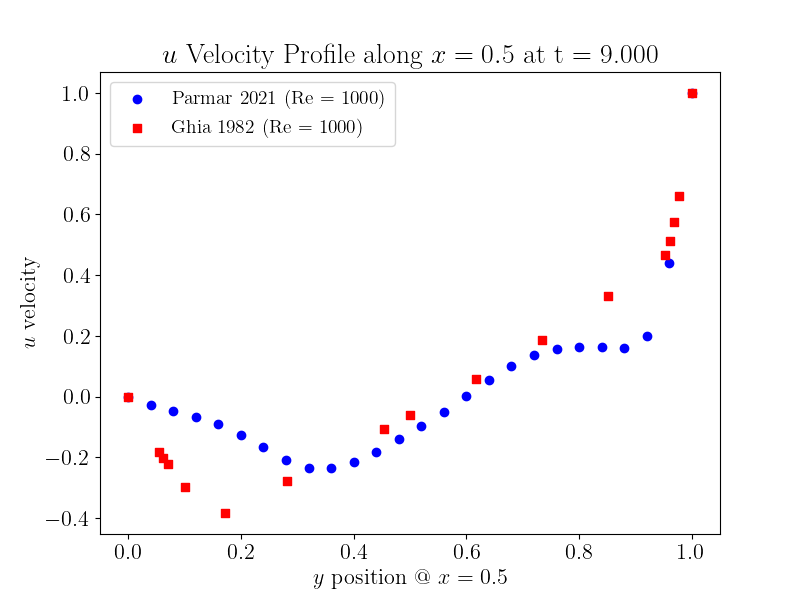 u Velocity Profile along x = 0.5 at t = 9.000
Parmar 2021 (Re = 1000)
Ghia 1982 (Re = 1000)
1.0
0.8
0.6
0.4
0.2
0.0
−0.2
−0.4
u velocity
0.0 0.2 0.4 0.6 0.8 1.0
y position @ x = 0.5